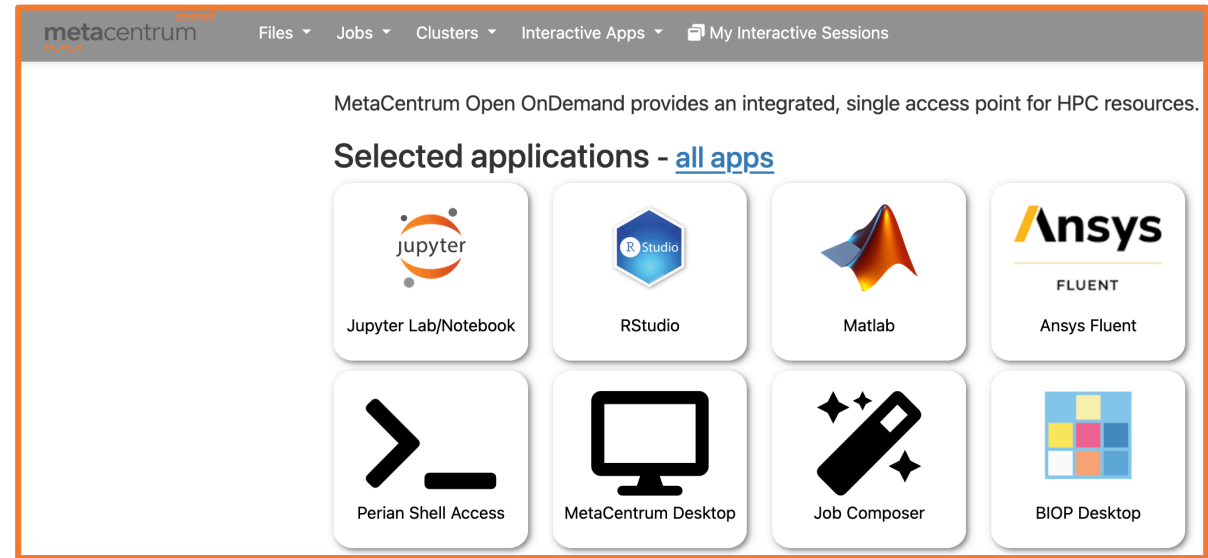 cesnet
metacentrum
Files Jobs Clusters Interactive Apps My Interactive Sessions
MetaCentrum Open OnDemand provides an integrated, single access point for HPC resources.
Selected applications - all apps
jupyter
R Studio
Ansys
FLUENT
Jupyter Lab/Notebook
RStudio
Matlab
Ansys Fluent
Perian Shell Access
MetaCentrum Desktop
Job Composer
BIOP Desktop